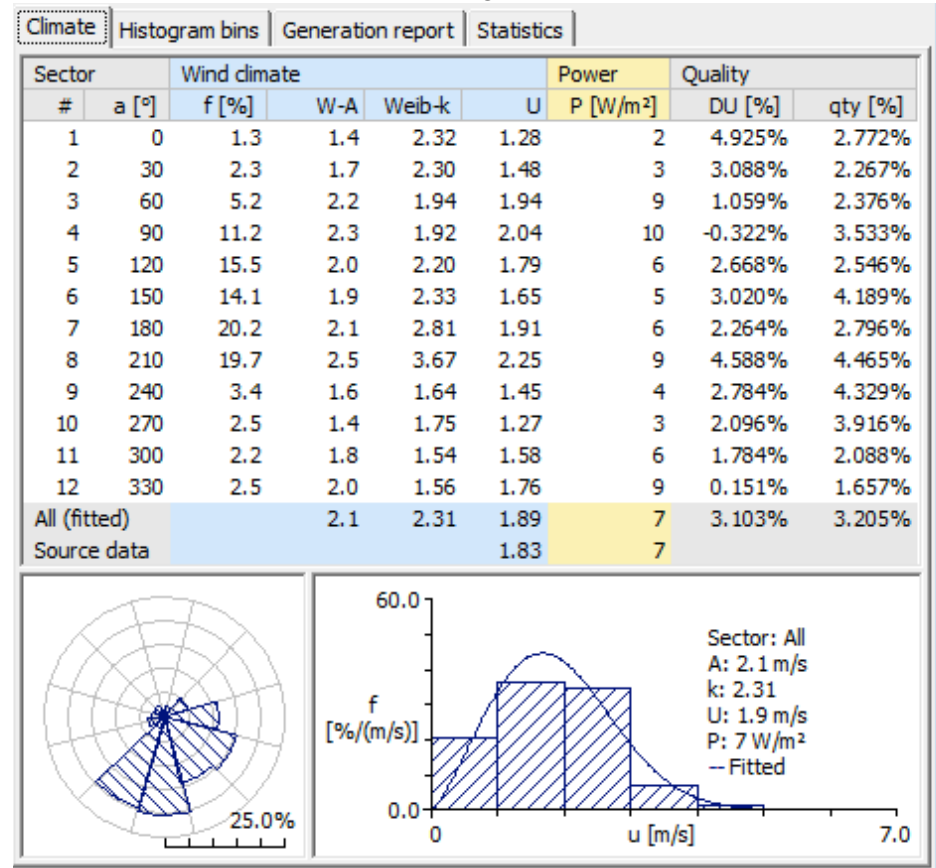 Climate Histogram bins Generation report Statistics
Sector Wind climate Power Quality
# a [º] f [%] W-A Weib-k U P [W/m²] DU [%] qty [%]
1 0 1.3 1.4 2.32 1.28 2 4.925% 2.772%
2 30 2.3 1.7 2.30 1.48 3 3.088% 2.267%
3 60 5.2 2.2 1.94 1.94 9 1.059% 2.376%
4 90 11.2 2.3 1.92 2.04 10 -0.322% 3.533%
5 120 15.5 2.0 2.20 1.79 6 2.668% 2.546%
6 150 14.1 1.9 2.33 1.65 5 3.020% 4.189%
7 180 20.2 2.1 2.81 1.91 6 2.264% 2.796%
8 210 19.7 2.5 3.67 2.25 9 4.588% 4.465%
9 240 3.4 1.6 1.64 1.45 4 2.784% 4.329%
10 270 2.5 1.4 1.75 1.27 3 2.096% 3.916%
11 300 2.2 1.8 1.54 1.58 6 1.784% 2.088%
12 330 2.5 2.0 1.56 1.76 9 0.151% 1.657%
All (fitted) 2.1 2.31 1.89 7 3.103% 3.205%
Source data 1.83 7
25.0%
60.0
f
[%/(m/s)]
0.0
0 u [m/s] 7.0
Sector: All
A: 2.1 m/s
k: 2.31
U: 1.9 m/s
P: 7 W/m²
-- Fitted